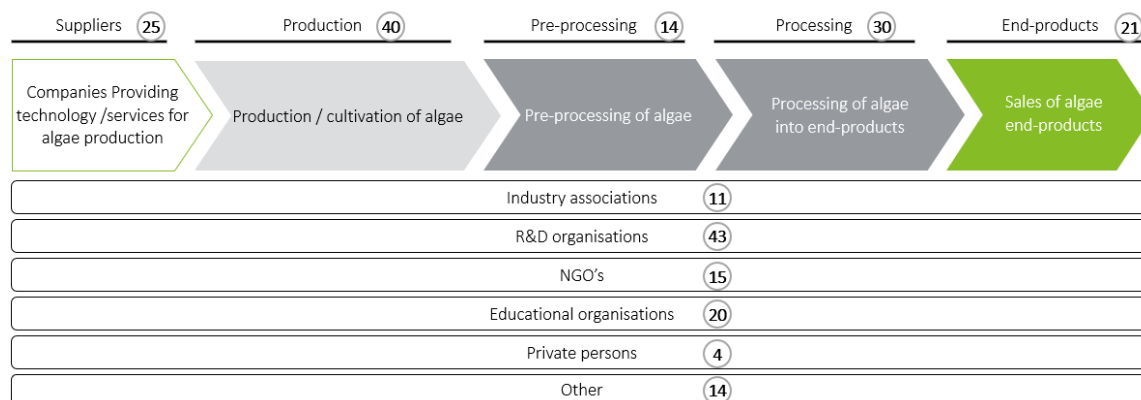 Suppliers 25 Production 40 Pre-processing 14 Processing 30 End-products 21
Companies Providing
technology /services for
algae production
Production / cultivation of algae
Pre-processing of algae
Processing of algae
into end-products
Sales of algae
end-products
Industry associations 11
R&D organisations 43
NGO's 15
Educational organisations 20
Private persons 4
Other 14